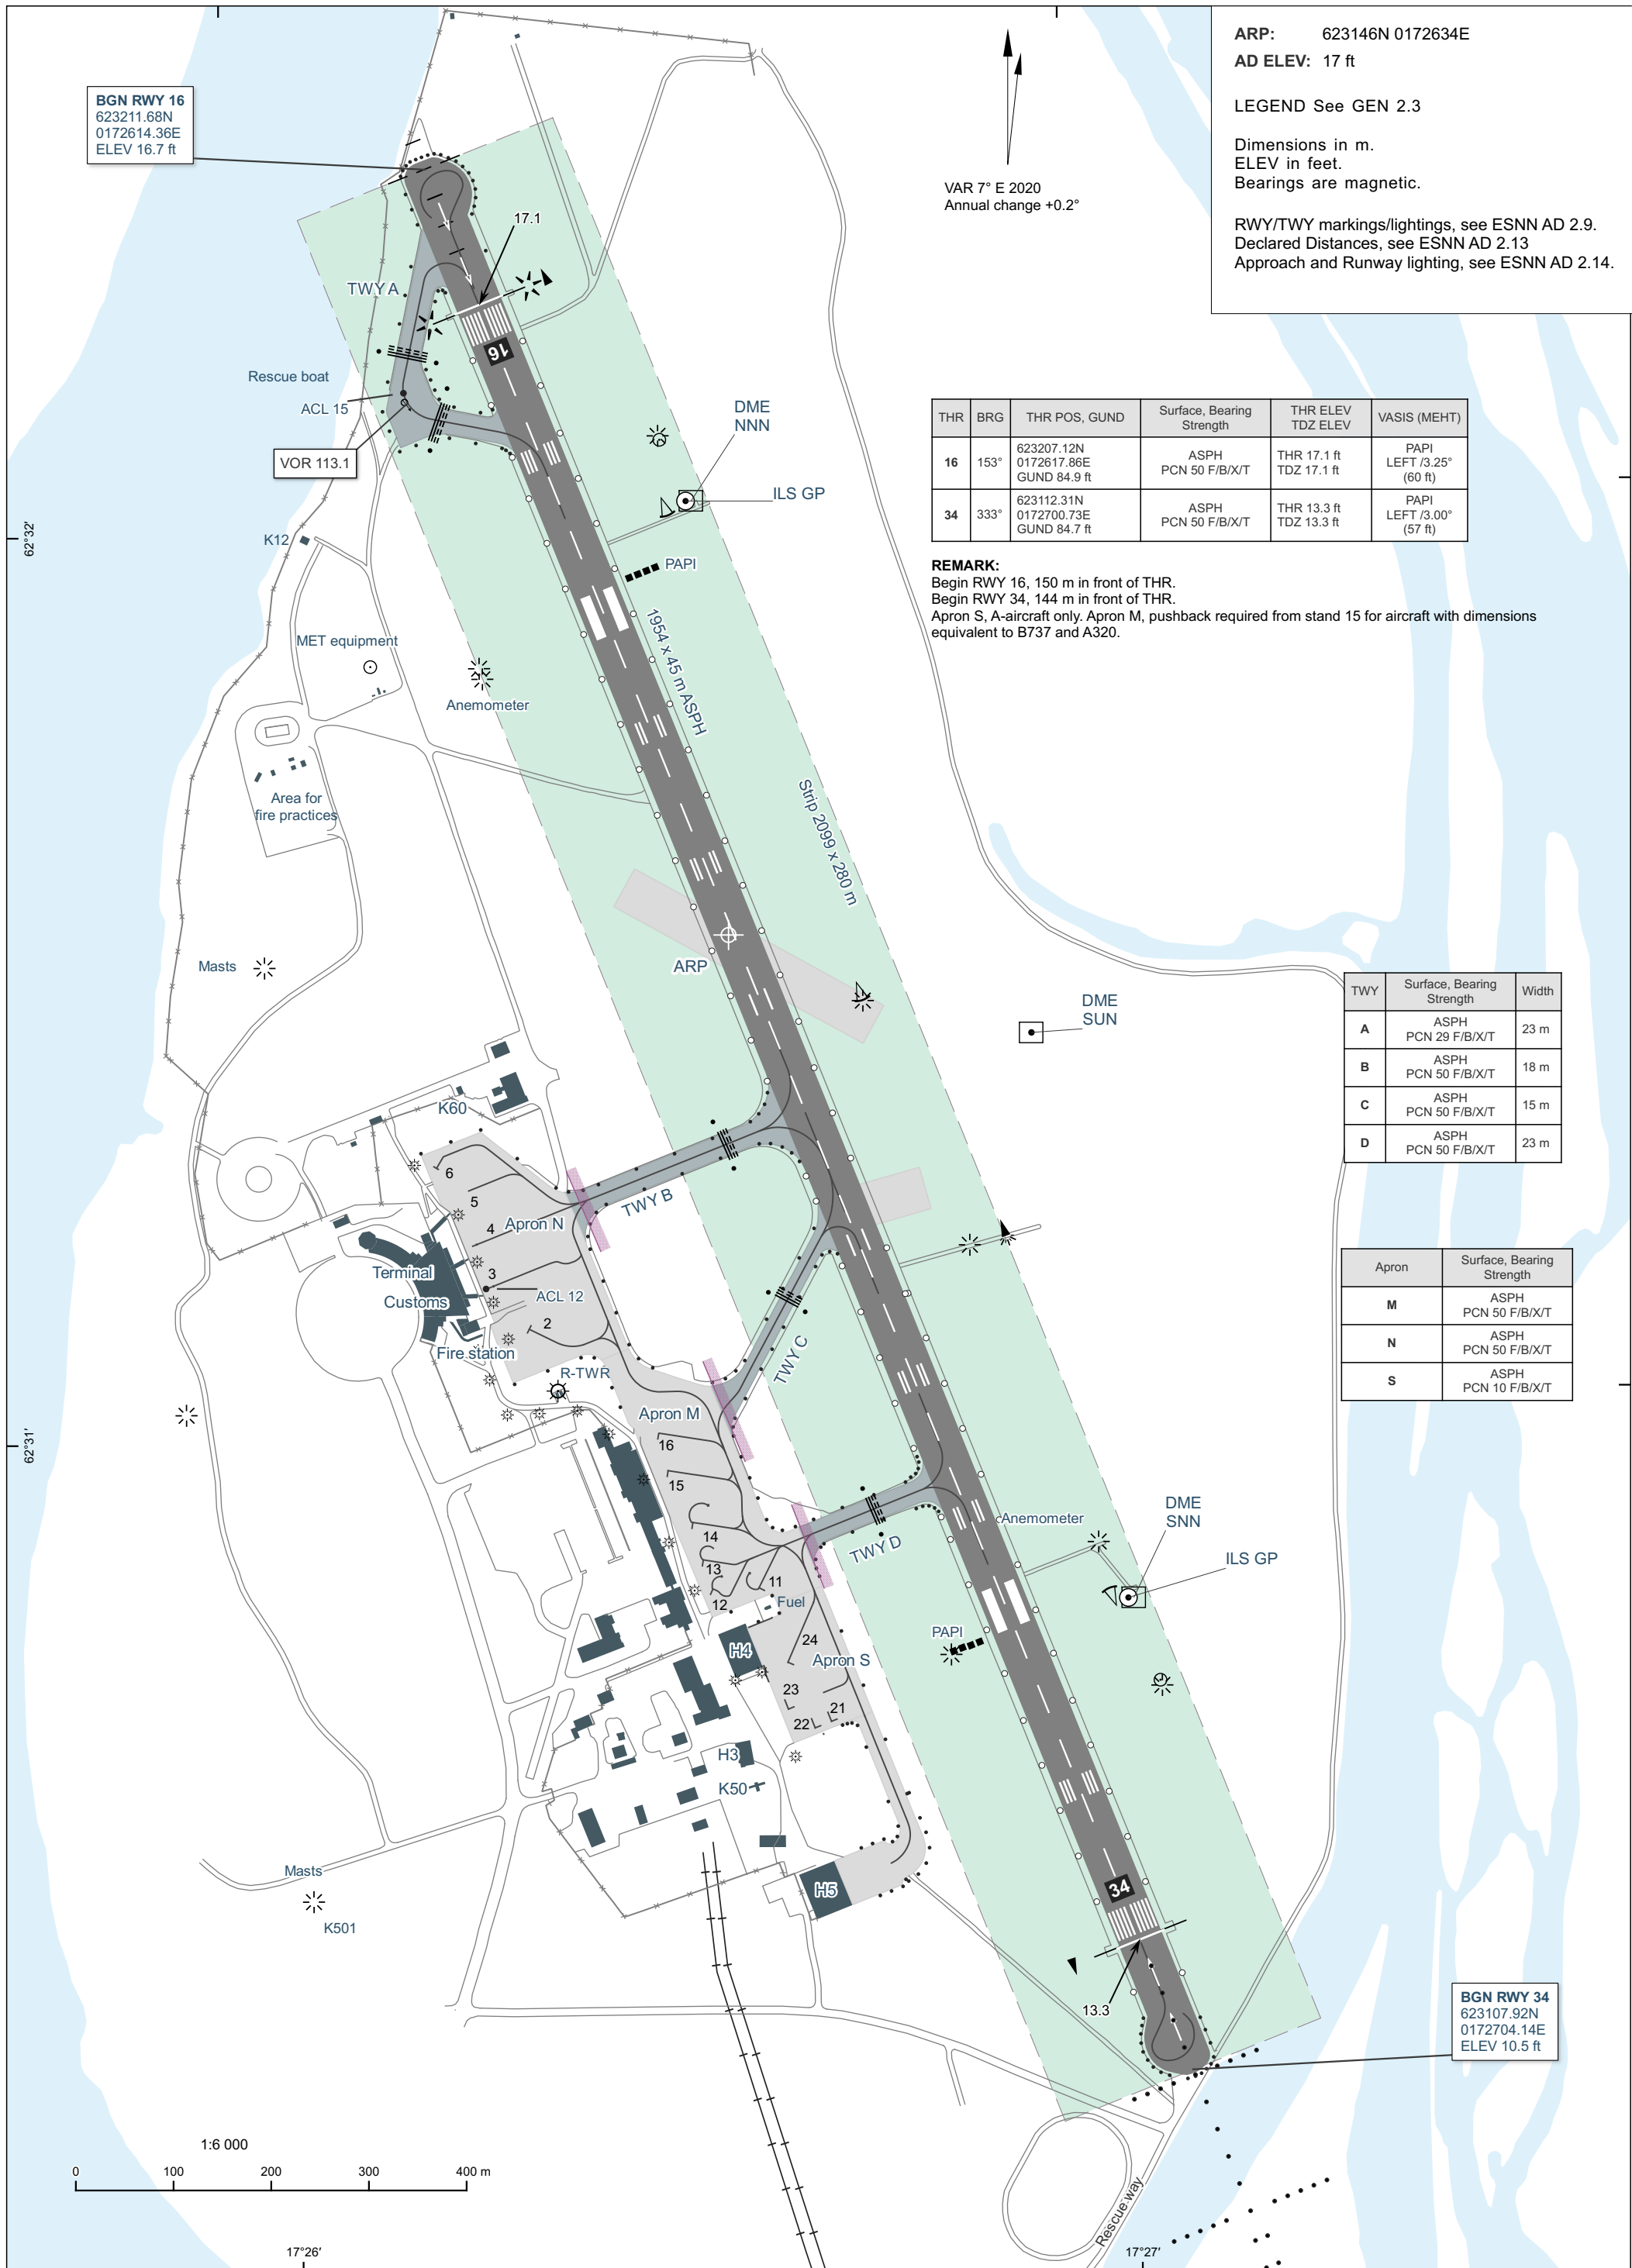 ARP: 623146N 0172634E
AD ELEV: 17 ft
LEGEND See GEN 2.3
Dimensions in m.
ELEV in feet.
Bearings are magnetic.
RWY/TWY markings/lightings, see ESNN AD 2.9.
Declared Distances, see ESNN AD 2.13
Approach and Runway lighting, see ESNN AD 2.14.
BGN RWY 16
623211.68N
0172614.36E
ELEV 16.7 ft
VAR 7° E 2020
Annual change +0.2°
17.1
TWY A
16
Rescue boat
ACL 15
VOR 113.1
DME
NNN
ILS GP
K12
PAPI
62°32'
MET equipment
Anemometer
1954 x 45 m ASPH
Strip 2099 x 280 m
Area for
fire practices
THR BRG THR POS, GUND Surface, Bearing Strength THR ELEV TDZ ELEV VASIS (MEHT)
16 153° 623207.12N 0172617.86E GUND 84.9 ft ASPH PCN 50 F/B/X/T THR 17.1 ft TDZ 17.1 ft PAPI LEFT /3.25° (60 ft)
34 333° 623112.31N 0172700.73E GUND 84.7 ft ASPH PCN 50 F/B/X/T THR 13.3 ft TDZ 13.3 ft PAPI LEFT /3.00° (57 ft)
REMARK:
Begin RWY 16, 150 m in front of THR.
Begin RWY 34, 144 m in front of THR.
Apron S, A-aircraft only. Apron M, pushback required from stand 15 for aircraft with dimensions
equivalent to B737 and A320.
Masts
ARP
DME
SUN
TWY Surface, Bearing Strength Width
A ASPH PCN 29 F/B/X/T 23 m
B ASPH PCN 50 F/B/X/T 18 m
C ASPH PCN 50 F/B/X/T 15 m
D ASPH PCN 50 F/B/X/T 23 m
K60
6
5
4
Apron N
TWY B
Terminal
3
Customs
ACL 12
2
Fire station
R-TWR
TWY C
Apron Surface, Bearing Strength
M ASPH PCN 50 F/B/X/T
N ASPH PCN 50 F/B/X/T
S ASPH PCN 10 F/B/X/T
62°31'
Apron M
16
15
14
13
12
11
TWY D
Anemometer
DME
SNN
ILS GP
Fuel
PAPI
H4
24
Apron S
23
22
21
H3
K50
Masts
K501
H5
34
13.3
BGN RWY 34
623107.92N
0172704.14E
ELEV 10.5 ft
1:6 000
0 100 200 300 400 m
Rescue way
17°26'
17°27'